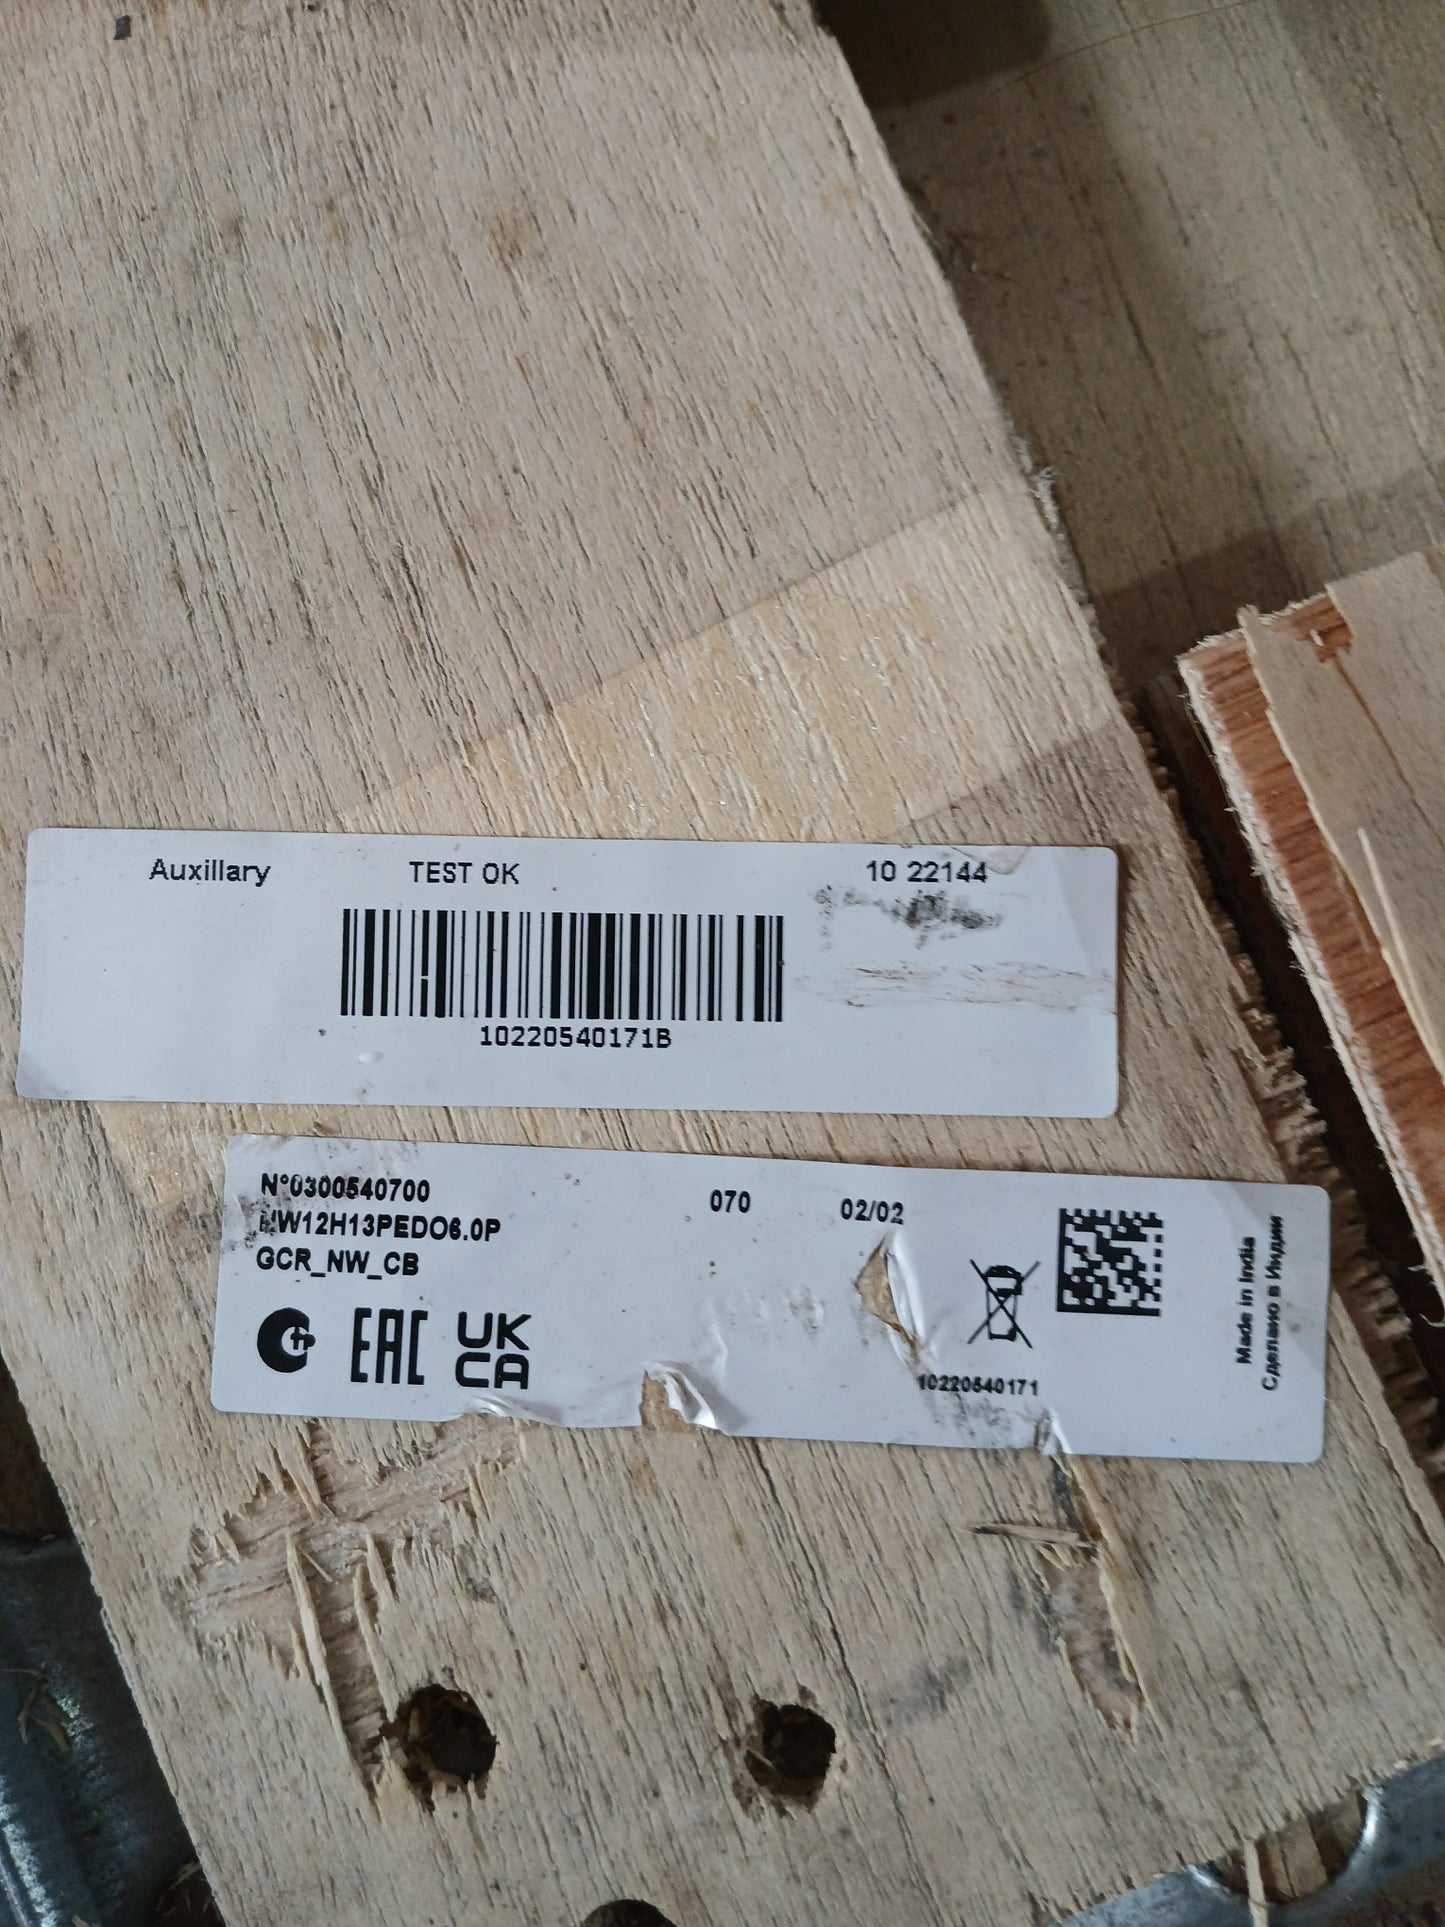 Auxillary TEST OK 10 22144
10220540171B
N°0300540700 070 02/02
NW12H13PEDO6.0P
GCR_NW_CB
EAC UK
CA
10220540171
Made in India
Сделано в Индии